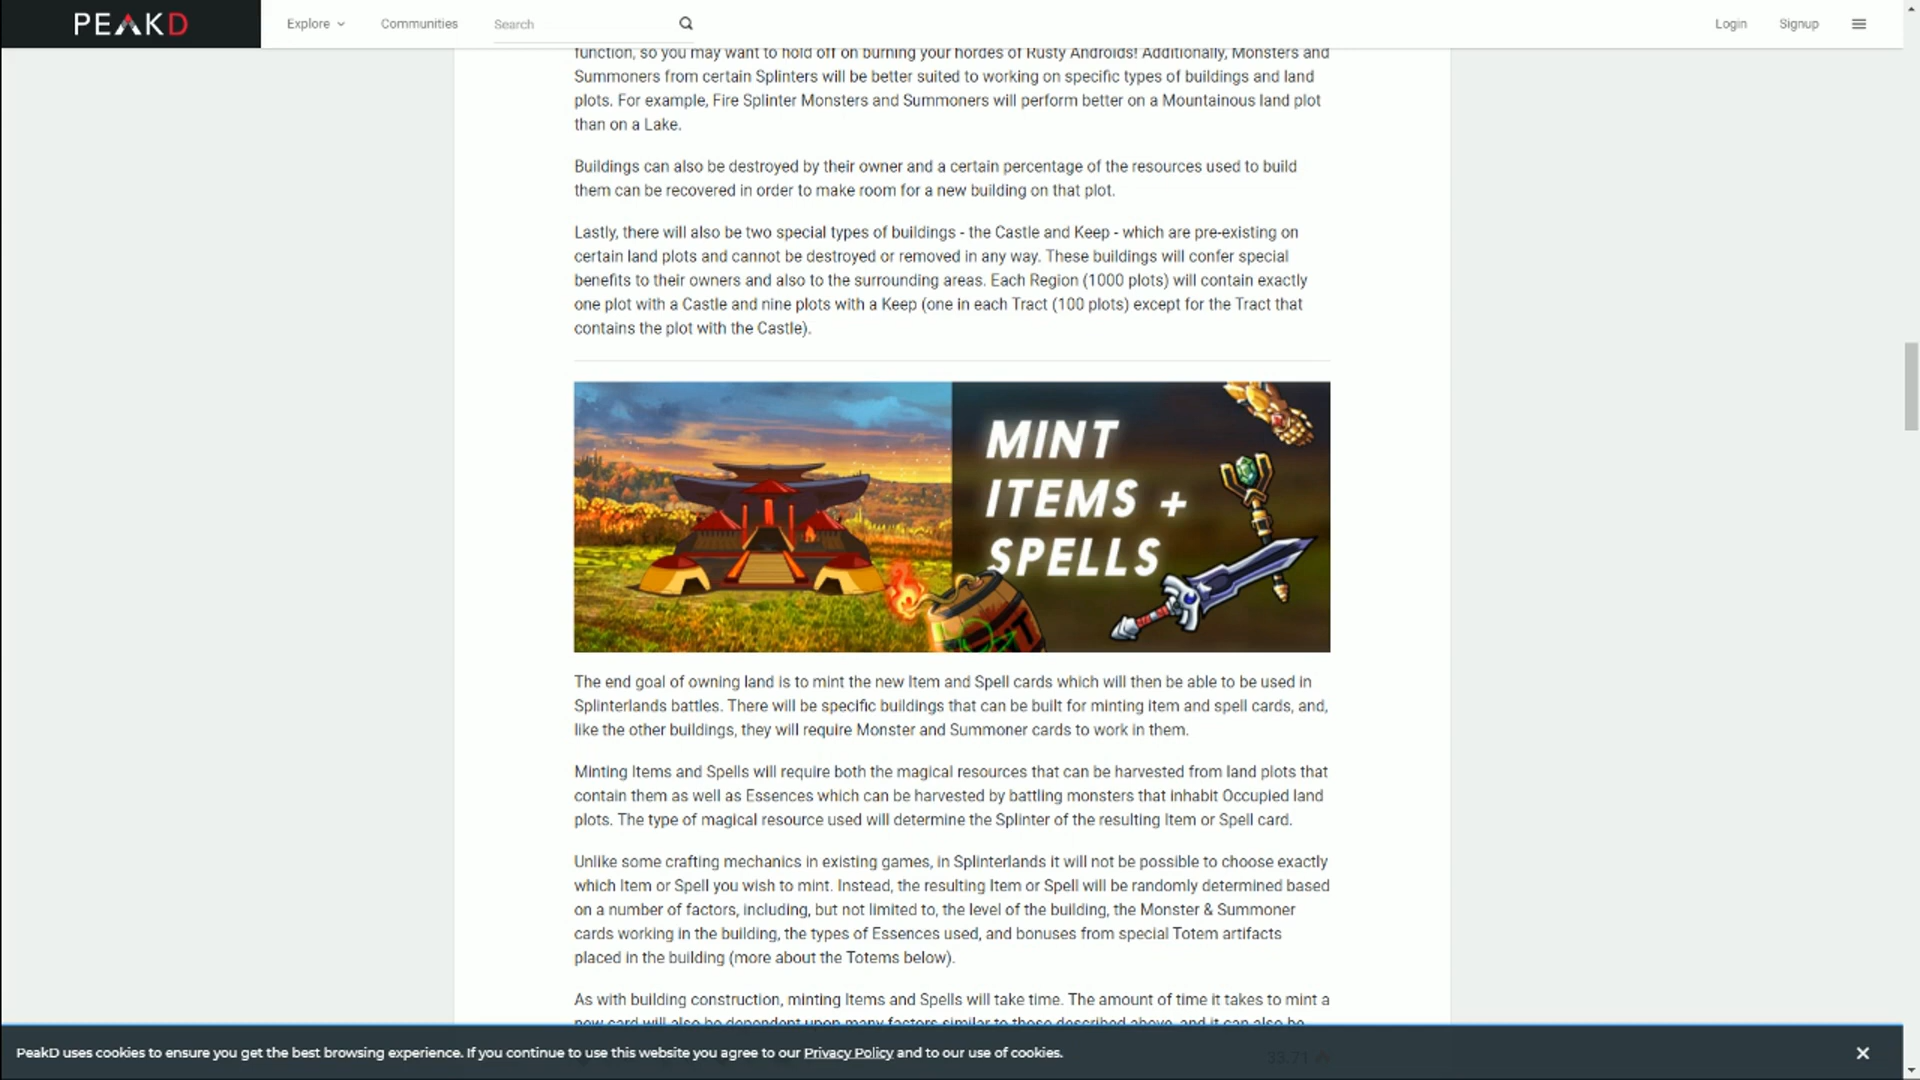 PEAKD
Explore
Communities
Search
Login
Signup
function, so you may want to hold off on burning your hordes of Rusty Androids! Additionally, Monsters and
Summoners from certain Splinters will be better suited to working on specific types of buildings and land
plots. For example, Fire Splinter Monsters and Summoners will perform better on a Mountainous land plot
than on a Lake.
Buildings can also be destroyed by their owner and a certain percentage of the resources used to build
them can be recovered in order to make room for a new building on that plot.
Lastly, there will also be two special types of buildings - the Castle and Keep - which are pre-existing on
certain land plots and cannot be destroyed or removed in any way. These buildings will confer special
benefits to their owners and also to the surrounding areas. Each Region (1000 plots) will contain exactly
one plot with a Castle and nine plots with a Keep (one in each Tract (100 plots) except for the Tract that
contains the plot with the Castle).
MINT
ITEMS +
SPELLS
The end goal of owning land is to mint the new Item and Spell cards which will then be able to be used in
Splinterlands battles. There will be specific buildings that can be built for minting item and spell cards, and,
like the other buildings, they will require Monster and Summoner cards to work in them.
Minting Items and Spells will require both the magical resources that can be harvested from land plots that
contain them as well as Essences which can be harvested by battling monsters that inhabit Occupied land
plots. The type of magical resource used will determine the Splinter of the resulting Item or Spell card.
Unlike some crafting mechanics in existing games, in Splinterlands it will not be possible to choose exactly
which Item or Spell you wish to mint. Instead, the resulting Item or Spell will be randomly determined based
on a number of factors, including, but not limited to, the level of the building, the Monster & Summoner
cards working in the building, the types of Essences used, and bonuses from special Totem artifacts
placed in the building (more about the Totems below).
As with building construction, minting Items and Spells will take time. The amount of time it takes to mint a
new card will also be dependent upon many factors similar to those described above, and it can also be
PeakD uses cookies to ensure you get the best browsing experience. If you continue to use this website you agree to our Privacy Policy and to our use of cookies.
33.71